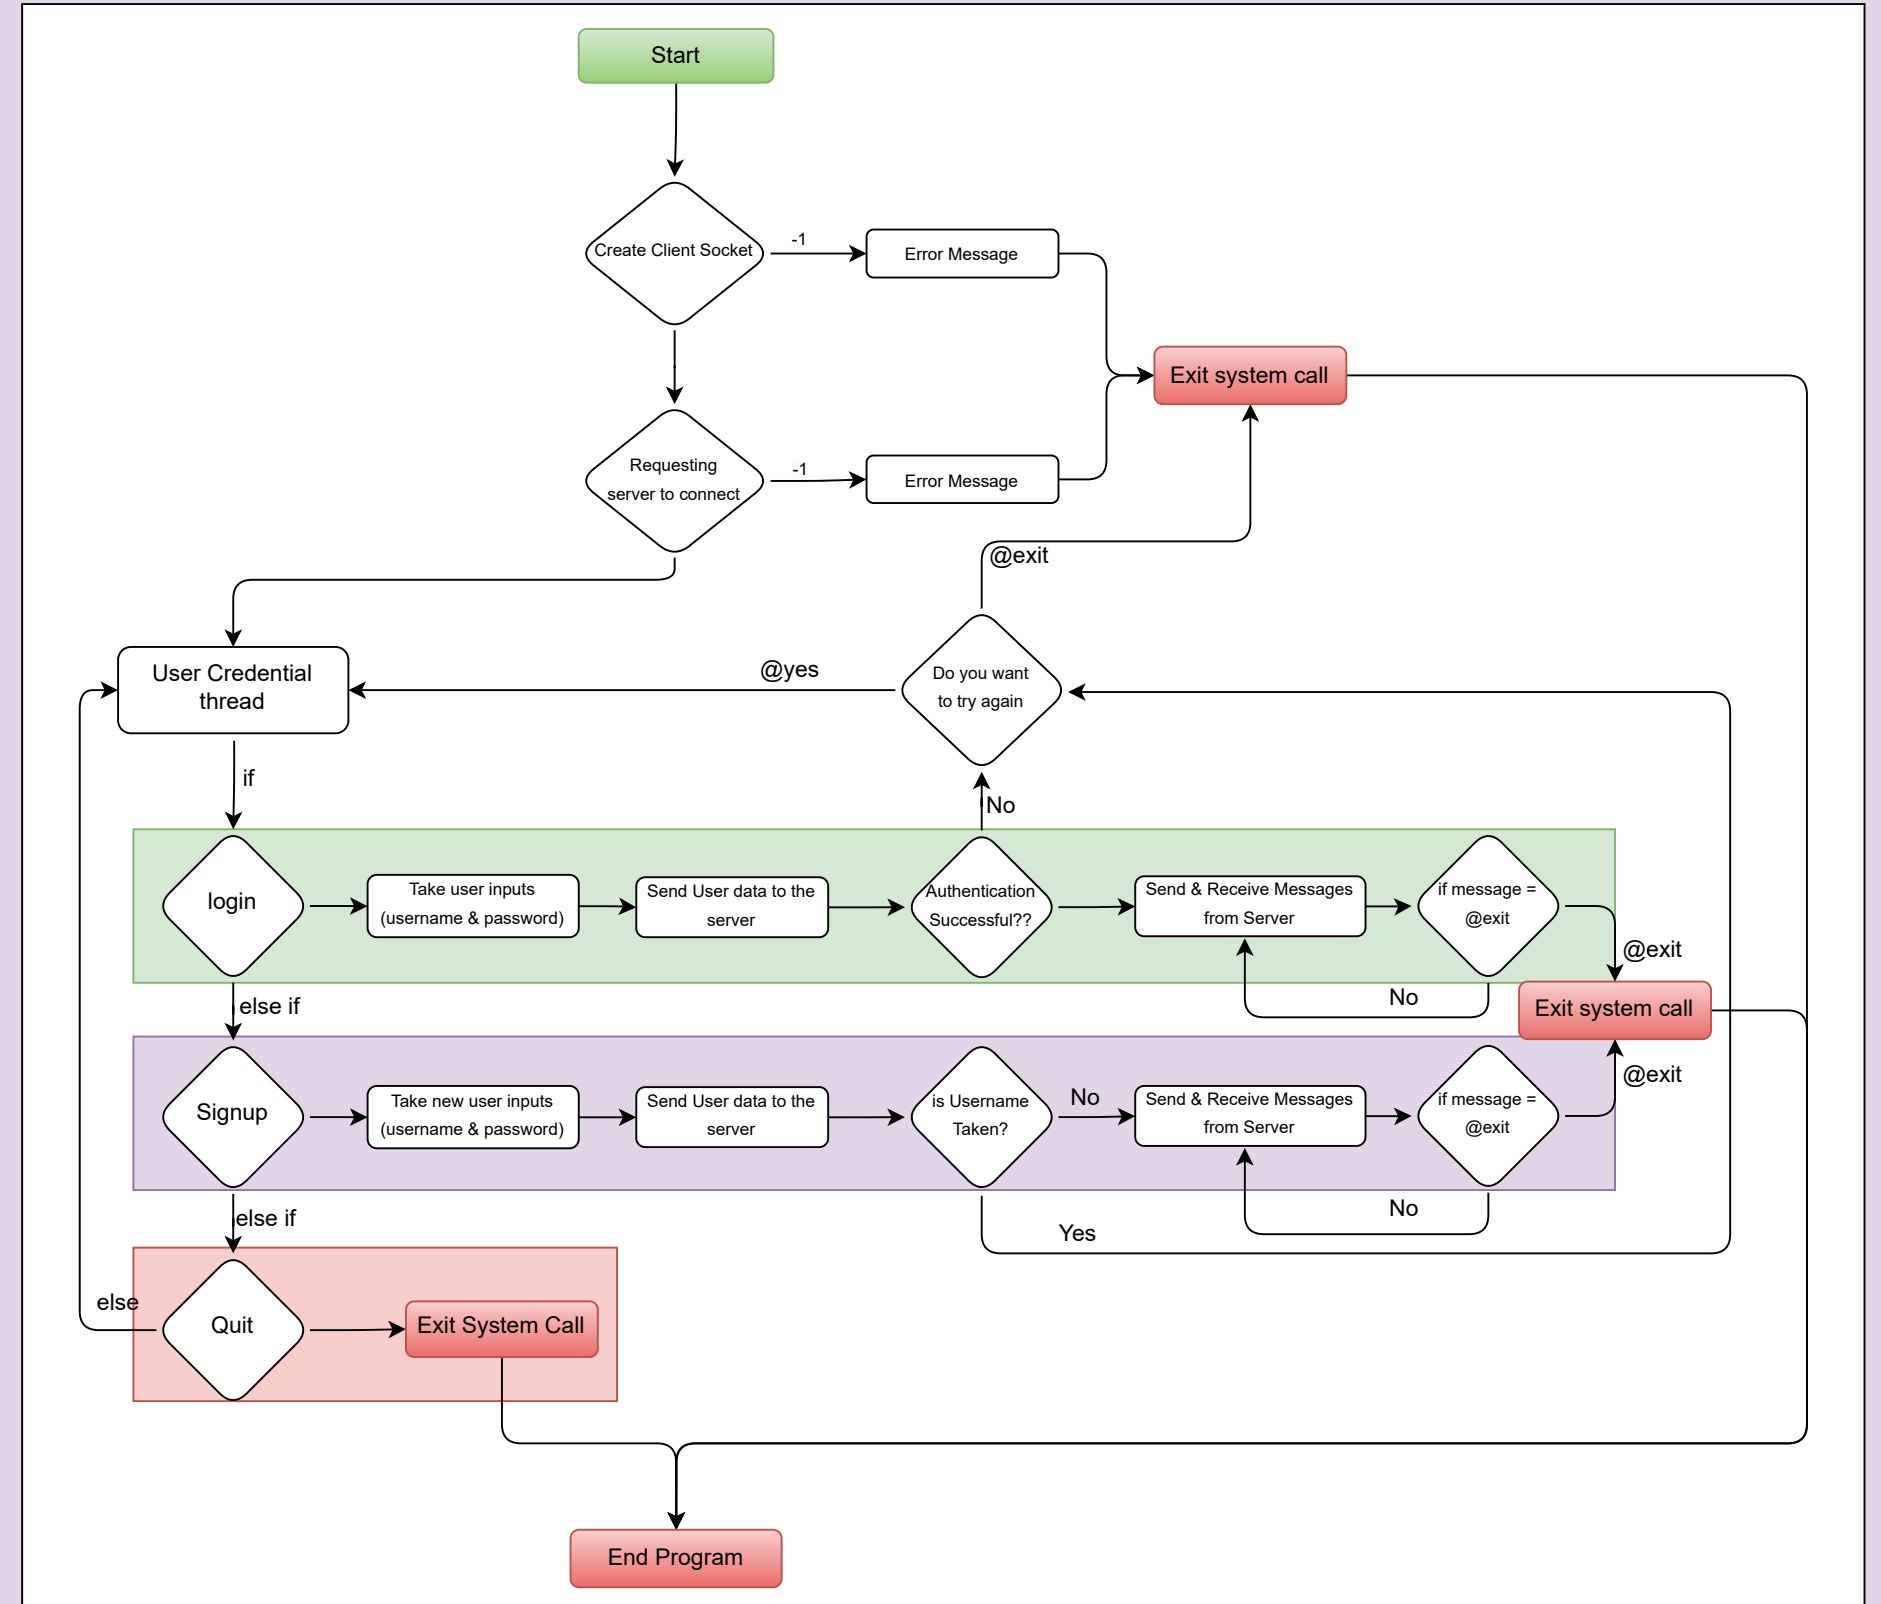 Start
Create Client Socket
-1
Error Message
Exit system call
Requesting
server to connect
-1
Error Message
@exit
User Credential
thread
@yes
Do you want
to try again
if
No
login
Take user inputs
(username & password)
Send User data to the
server
Authentication
Successful??
Send & Receive Messages
from Server
if message =
@exit
@exit
else if
No
Exit system call
Signup
Take new user inputs
(username & password)
Send User data to the
server
is Username
Taken?
No
Send & Receive Messages
from Server
if message =
@exit
@exit
else if
Yes
No
else
Quit
Exit System Call
End Program